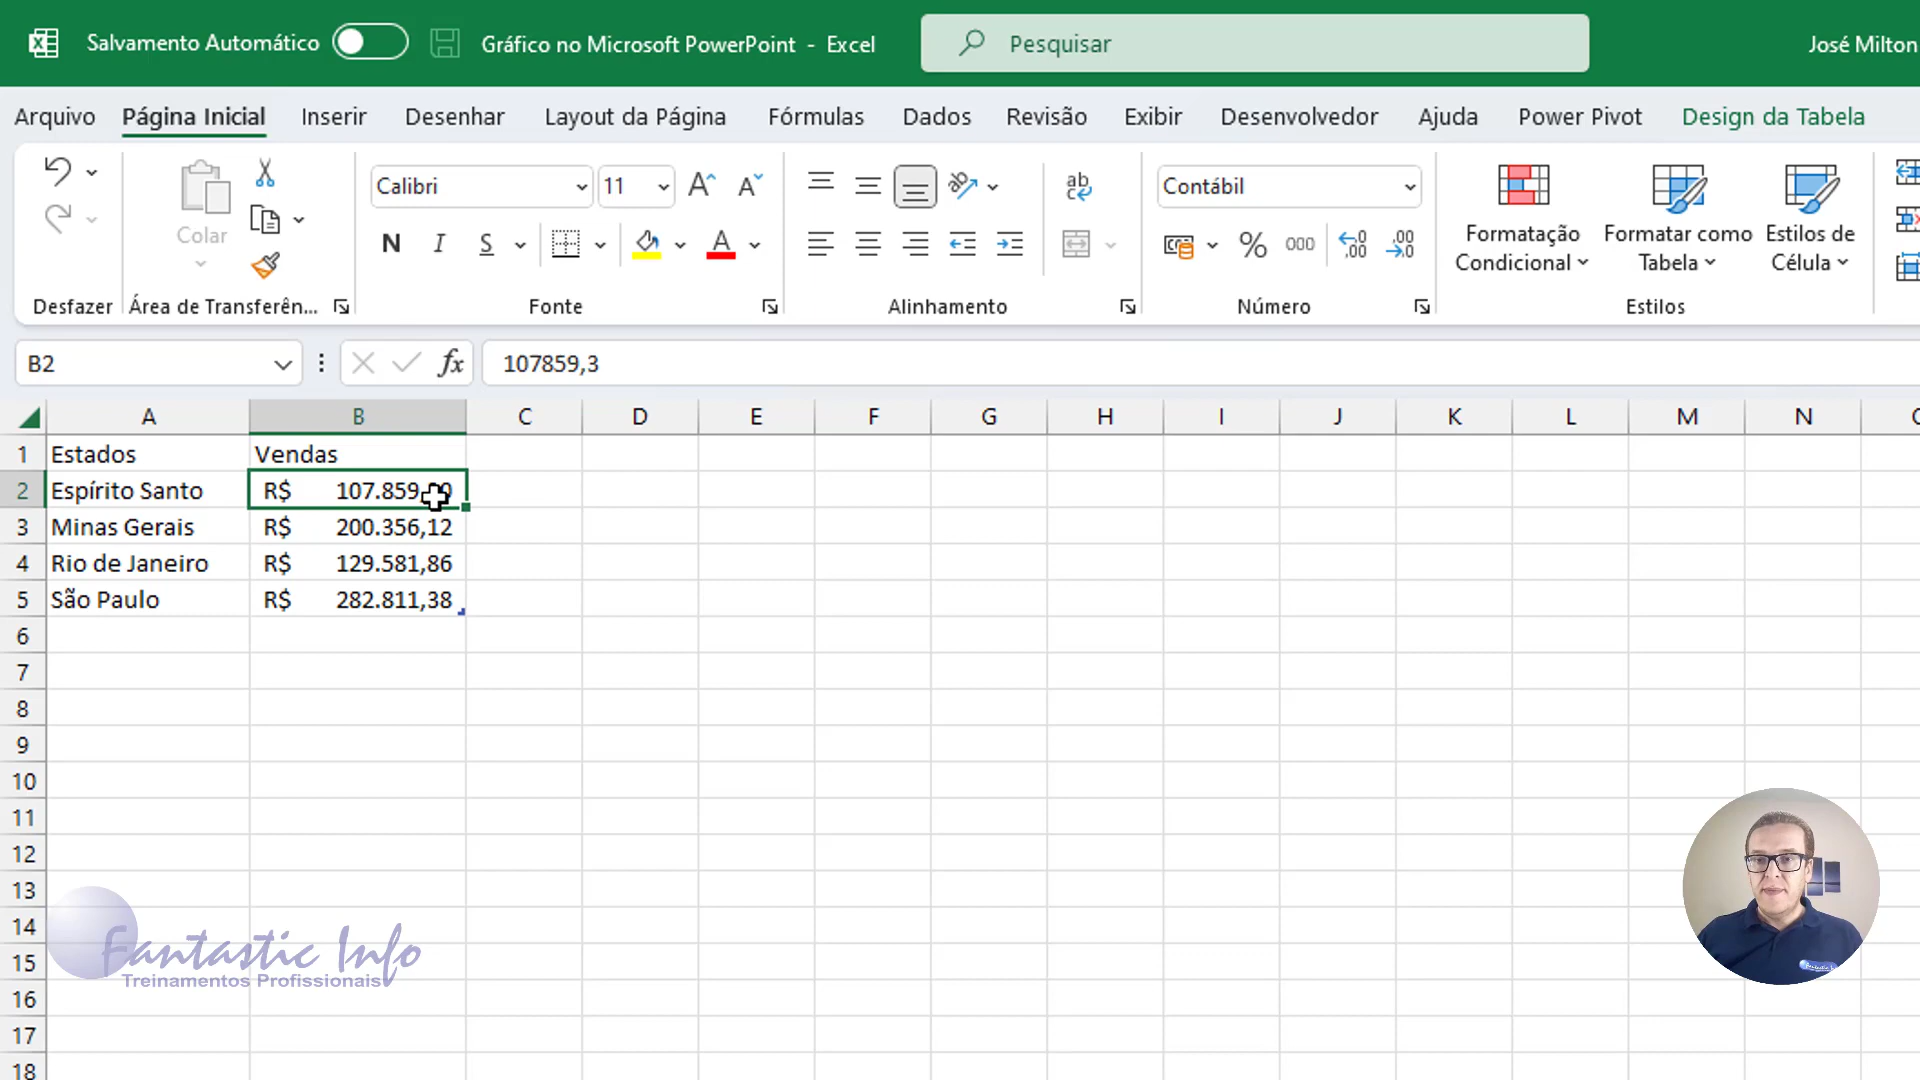 Salvamento Automático
Gráfico no Microsoft PowerPoint - Excel
Pesquisar
José Milton
Arquivo Página Inicial Inserir Desenhar Layout da Página Fórmulas Dados Revisão Exibir Desenvolvedor Ajuda Power Pivot Design da Tabela
Colar
Calibri 11
N I S A
ab
Contábil
% 000
Formatação Condicional
Formatar como Tabela
Estilos de Célula
Desfazer Área de Transferên... Fonte Alinhamento Número Estilos
B2 fx 107859,3
A B C D E F G H I J K L M N
1 Estados Vendas
2 Espírito Santo R$ 107.859,
3 Minas Gerais R$ 200.356,12
4 Rio de Janeiro R$ 129.581,86
5 São Paulo R$ 282.811,38
6
7
8
9
10
11
12
13
14
15
16
17
18
Fantastic Info
Treinamentos Profissionais